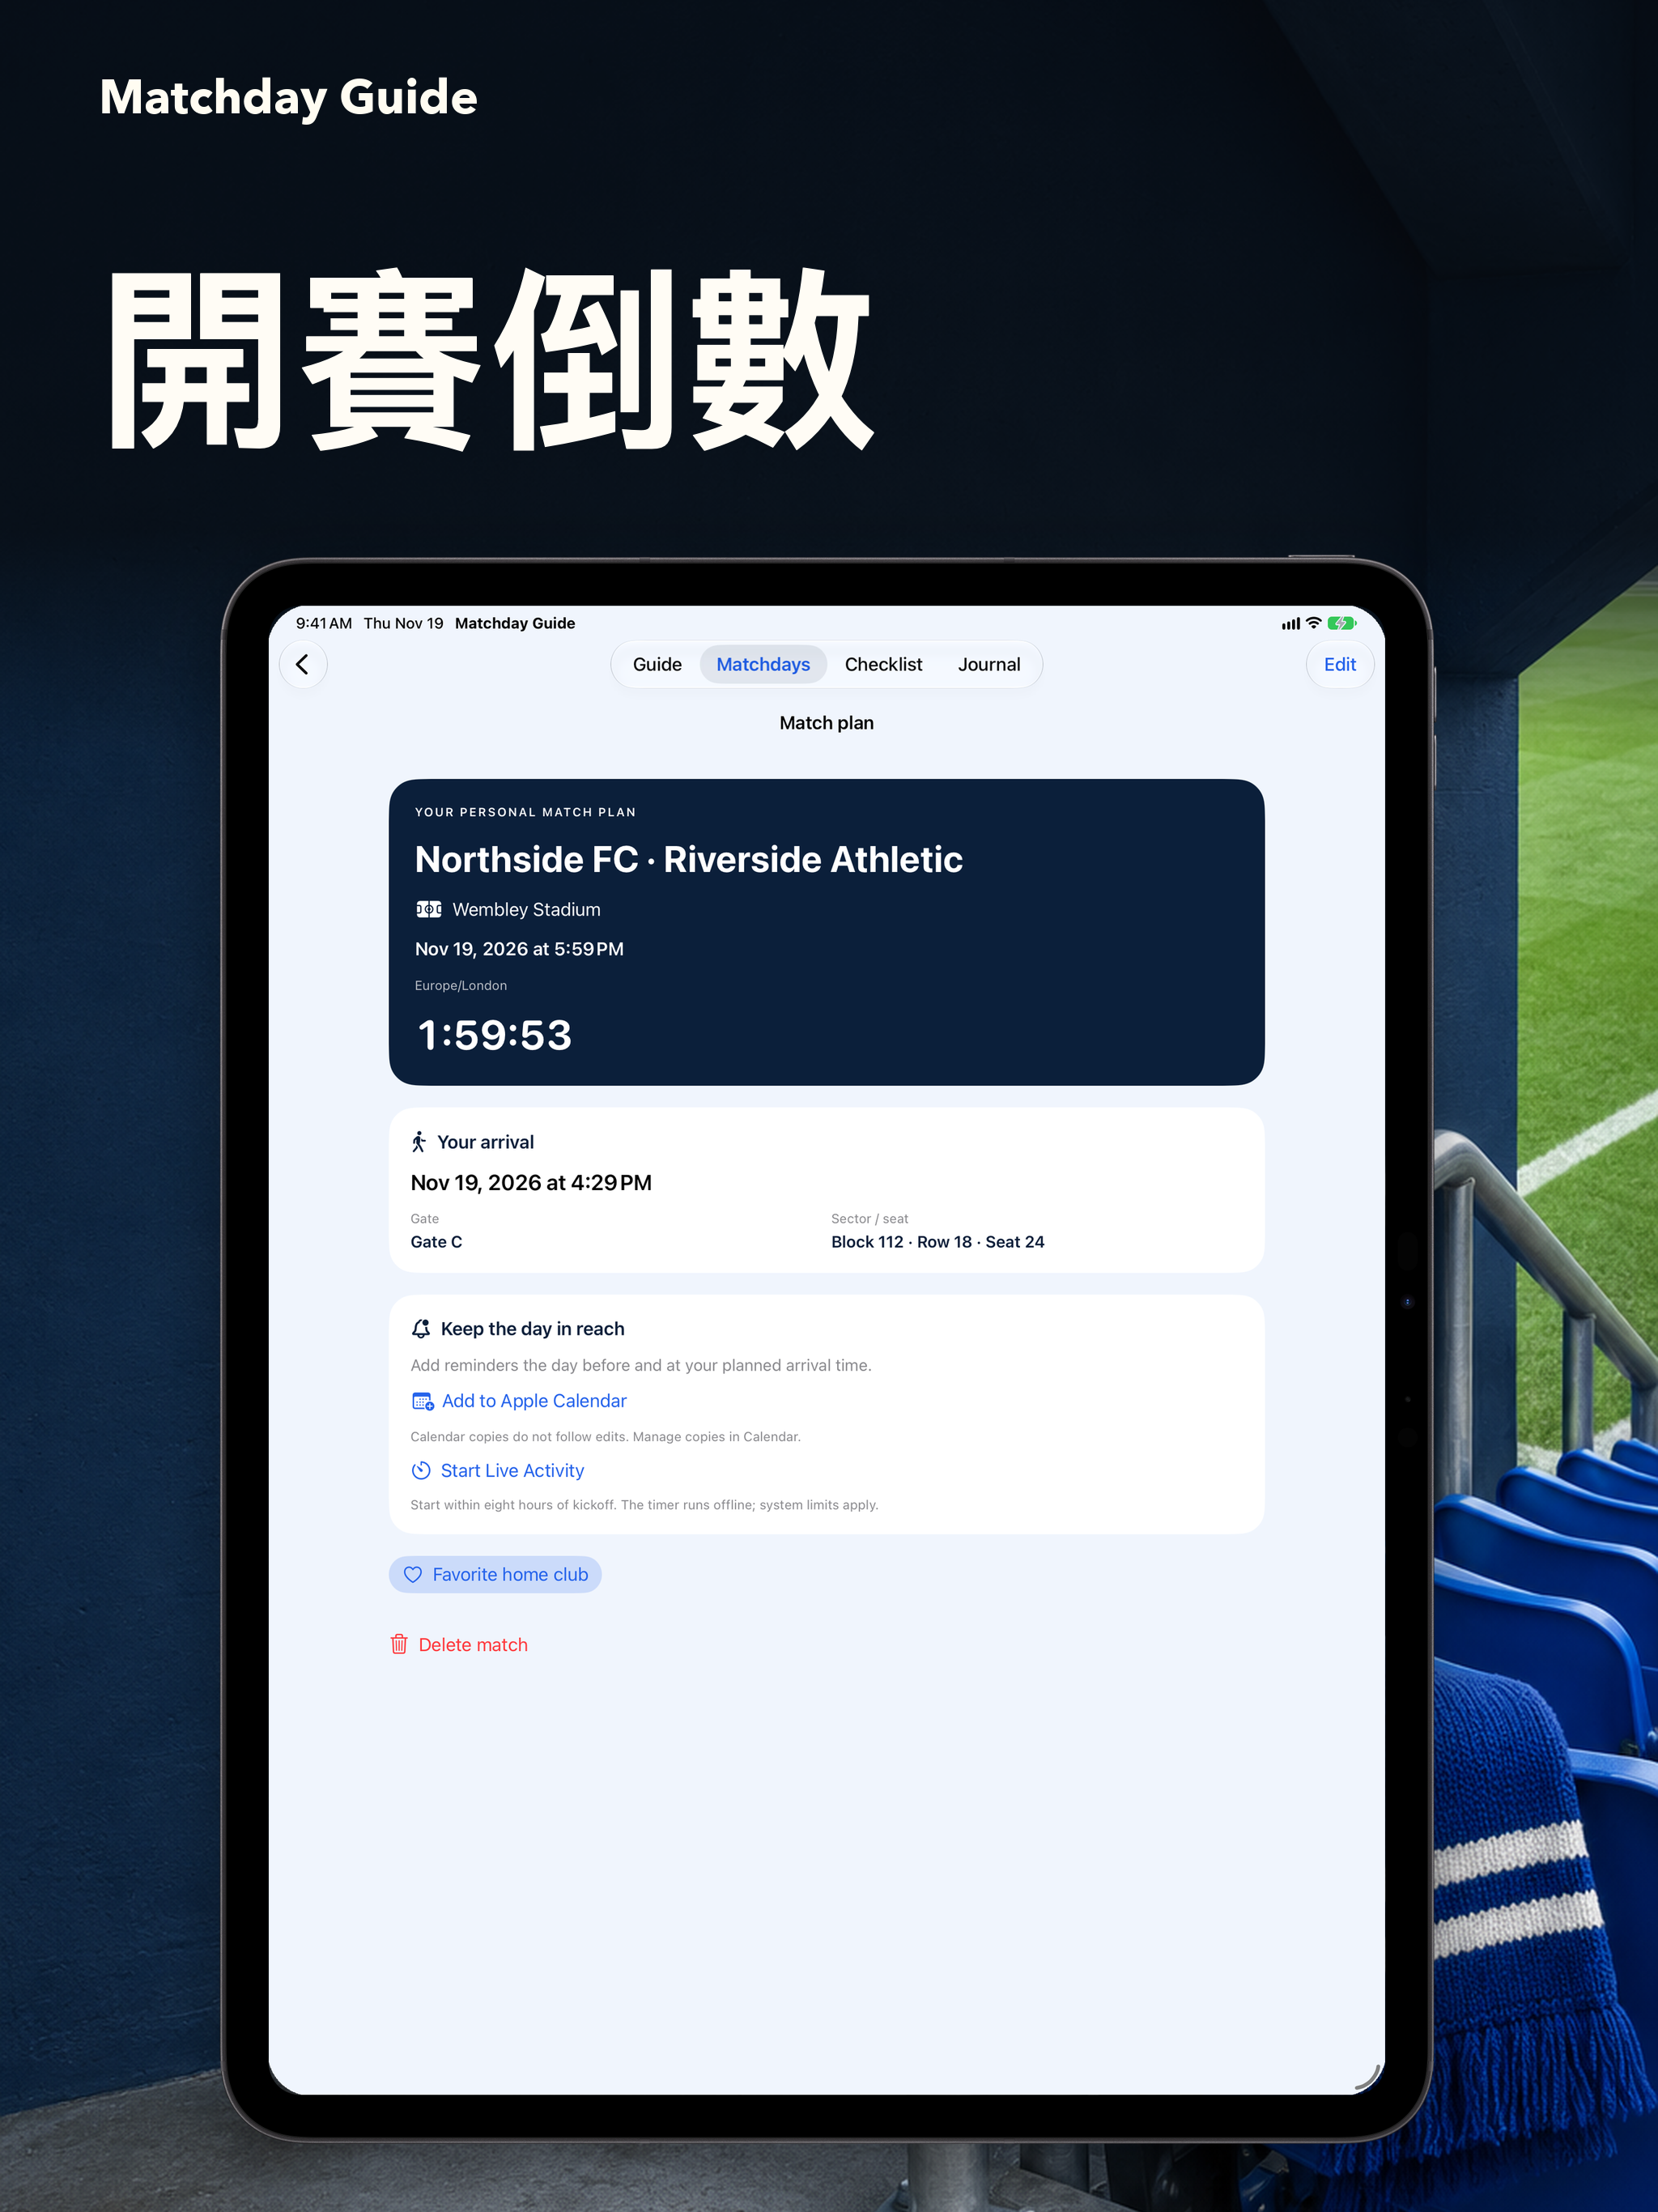 Matchday Guide
開賽倒數
9:41 AM Thu Nov 19 Matchday Guide
Guide Matchdays Checklist Journal Edit
Match plan
YOUR PERSONAL MATCH PLAN
Northside FC · Riverside Athletic
Wembley Stadium
Nov 19, 2026 at 5:59 PM
Europe/London
1:59:53
Your arrival
Nov 19, 2026 at 4:29 PM
Gate Sector / seat
Gate C Block 112 · Row 18 · Seat 24
Keep the day in reach
Add reminders the day before and at your planned arrival time.
Add to Apple Calendar
Calendar copies do not follow edits. Manage copies in Calendar.
Start Live Activity
Start within eight hours of kickoff. The timer runs offline; system limits apply.
Favorite home club
Delete match